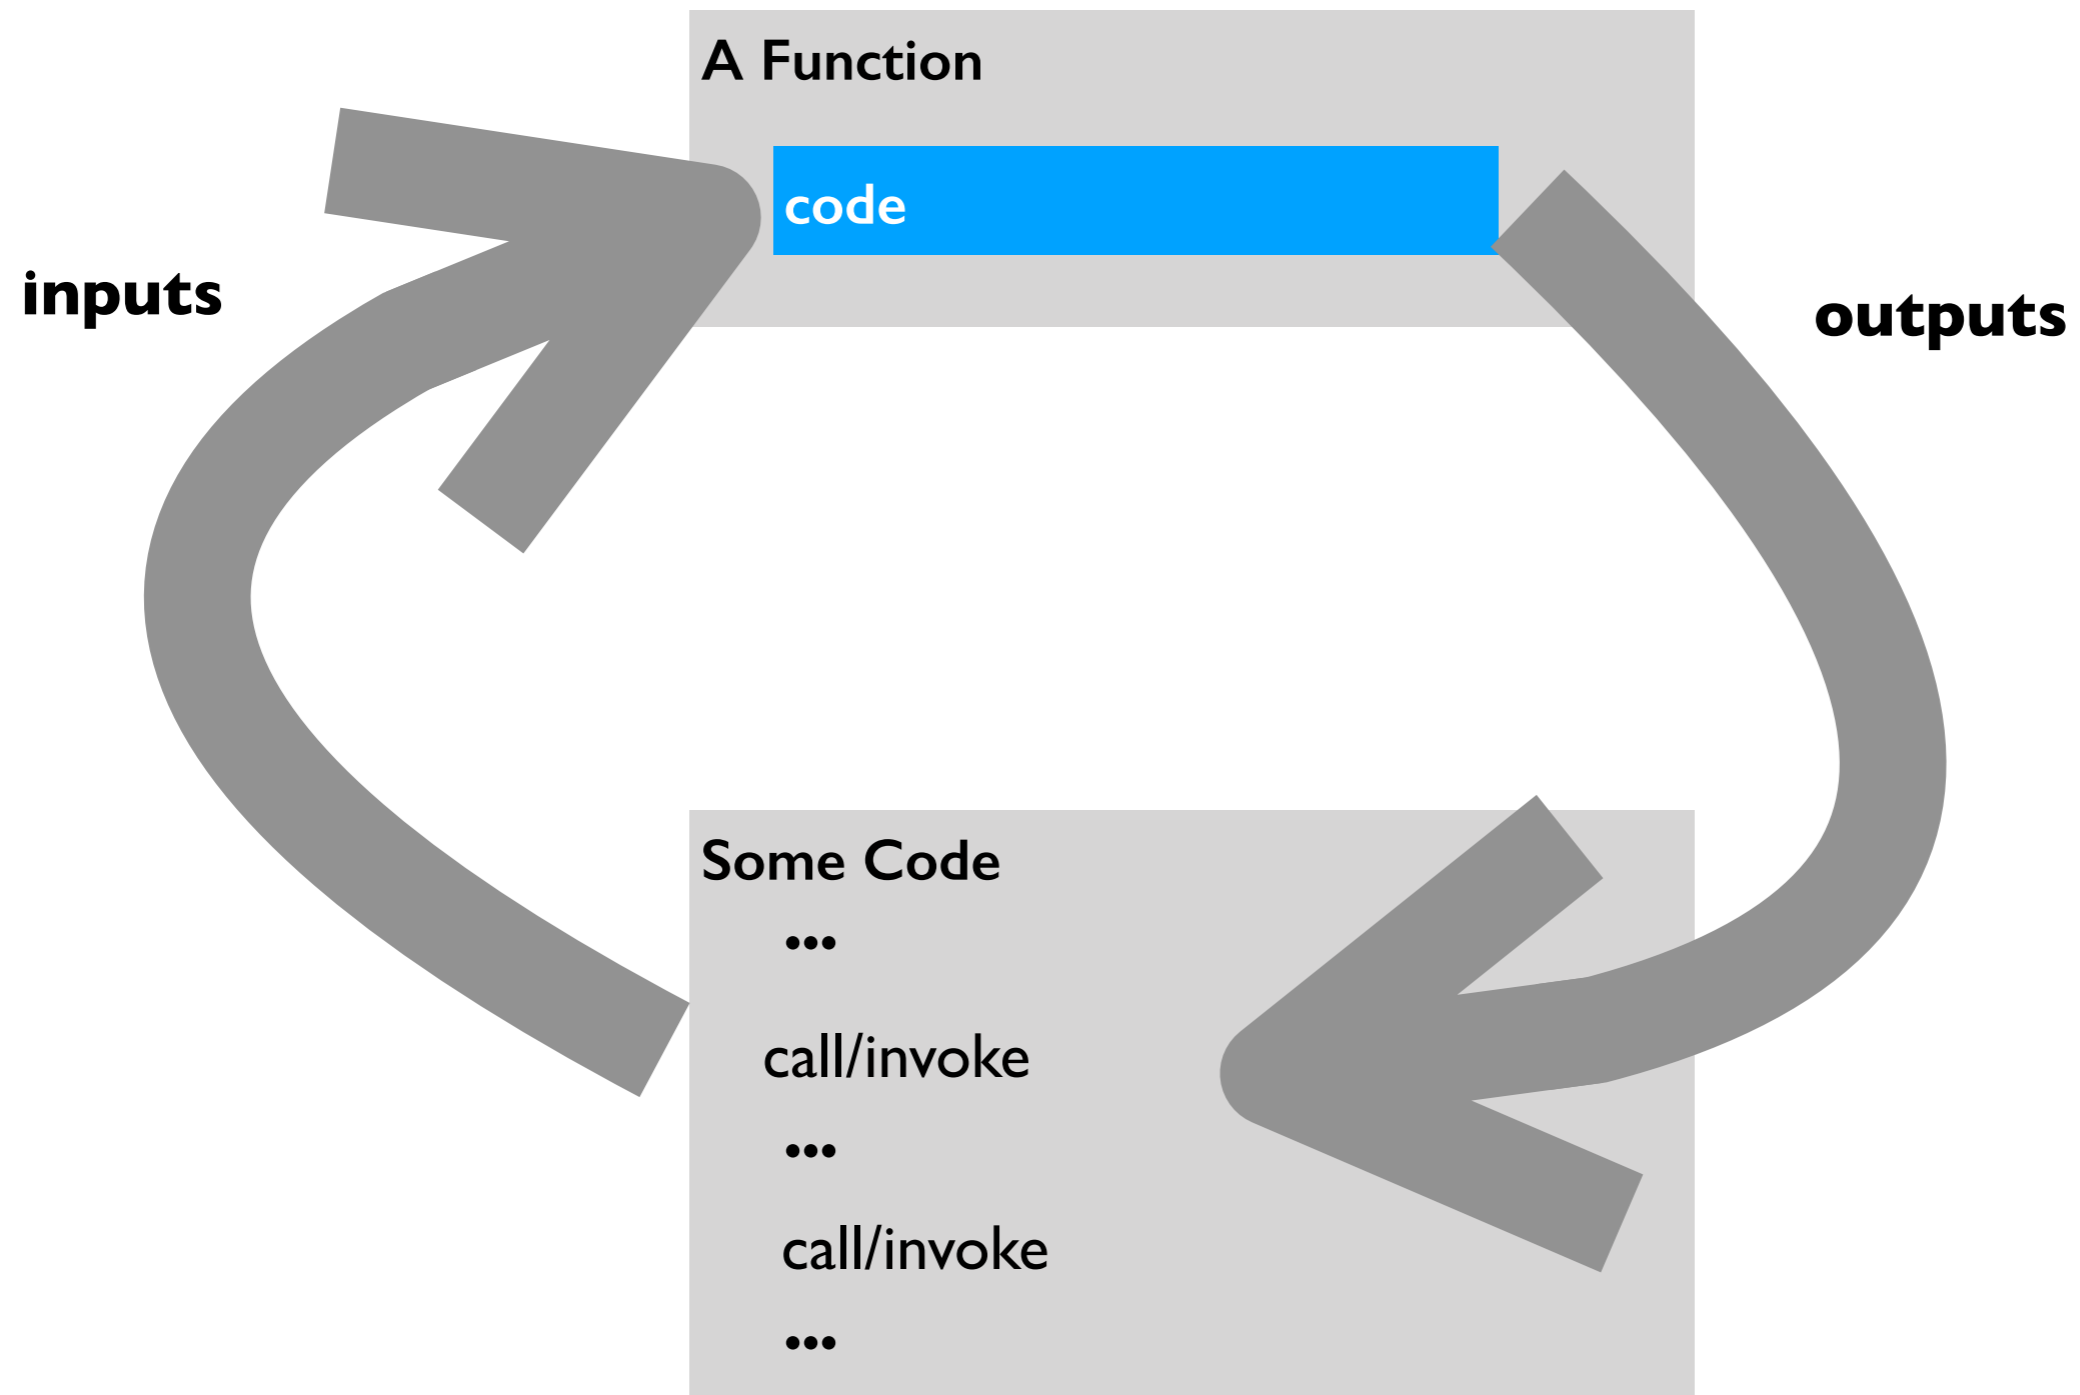 A Function
code
inputs
outputs
Some Code
...
call/invoke
...
call/invoke
...